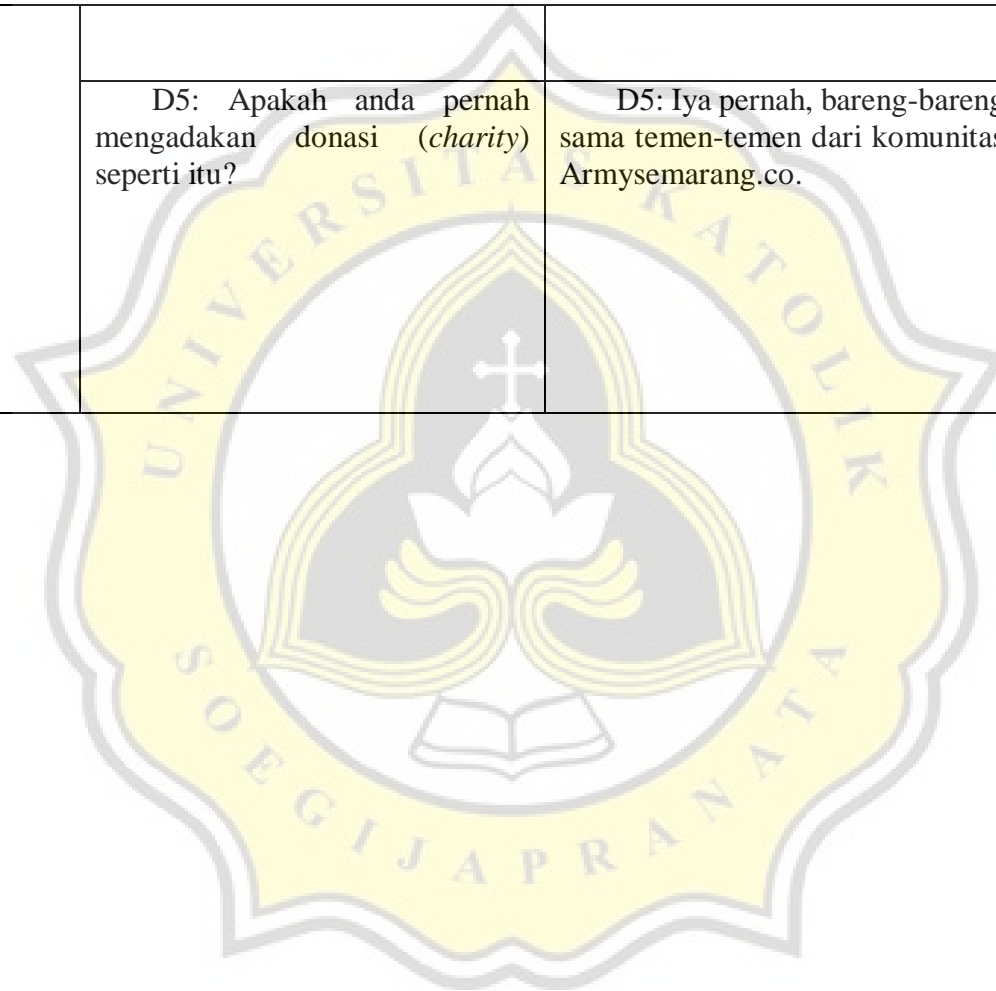 D5: Apakah anda pernah
mengadakan donasi (charity)
seperti itu?
D5: Iya pernah, bareng-bareng
sama temen-temen dari komunitas
Armysemarang.co.
UNIVERSITAS KATOLIK
SOEGIJAPRANATA